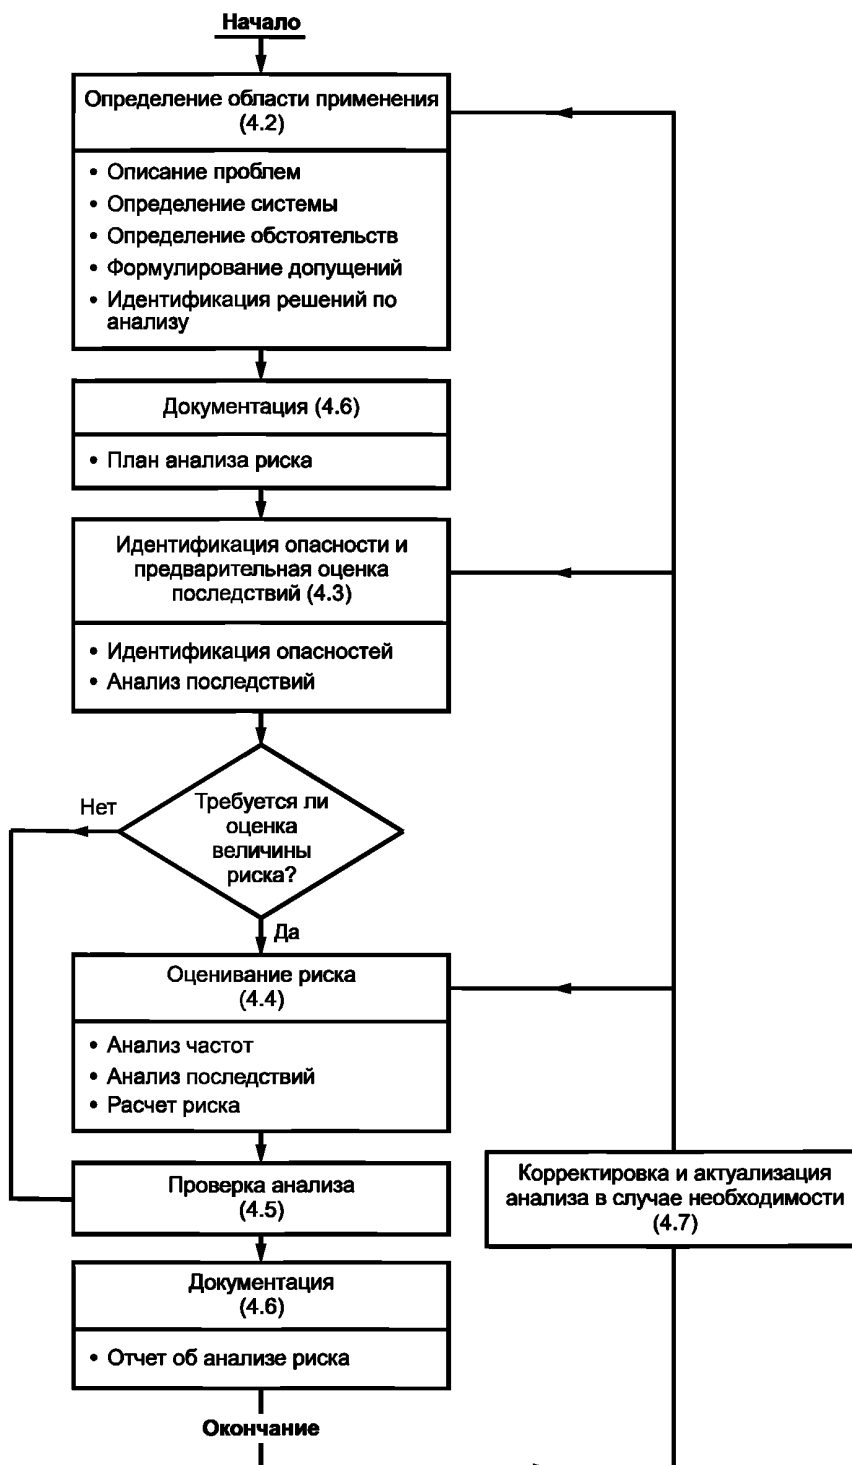 Начало
Определение области применения
(4.2)
• Описание проблем
• Определение системы
• Определение обстоятельств
• Формулирование допущений
• Идентификация решений по
анализу
Документация (4.6)
• План анализа риска
Идентификация опасности и
предварительная оценка
последствий (4.3)
• Идентификация опасностей
• Анализ последствий
Нет
Требуется ли
оценка
величины
риска?
Да
Оценивание риска
(4.4)
• Анализ частот
• Анализ последствий
• Расчет риска
Проверка анализа
(4.5)
Корректировка и актуализация
анализа в случае необходимости
(4.7)
Документация
(4.6)
• Отчет об анализе риска
Окончание